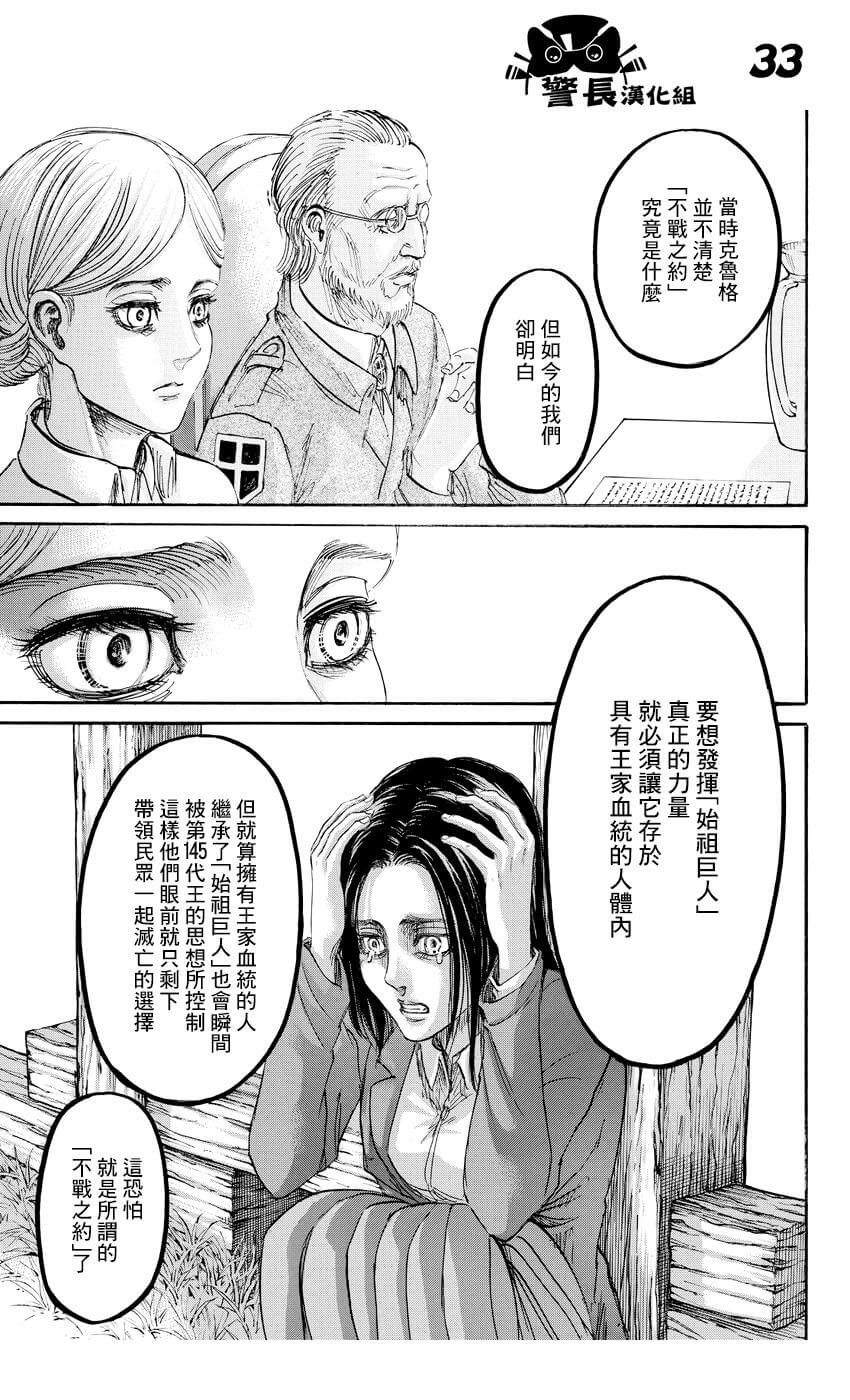 33
警長漢化組
當時克魯格
並不清楚
「不戰之約」
究竟是什麼
但如今的我們
卻明白
要想發揮「始祖巨人」
真正的力量
就必須讓它存於
具有王家血統的人體內
但就算擁有王家血統的人
繼承了「始祖巨人」也會瞬間
被第145代王的思想所控制
這樣他們眼前就只剩下
帶領民眾一起滅亡的選擇
這恐怕
就是所謂的
「不戰之約」了